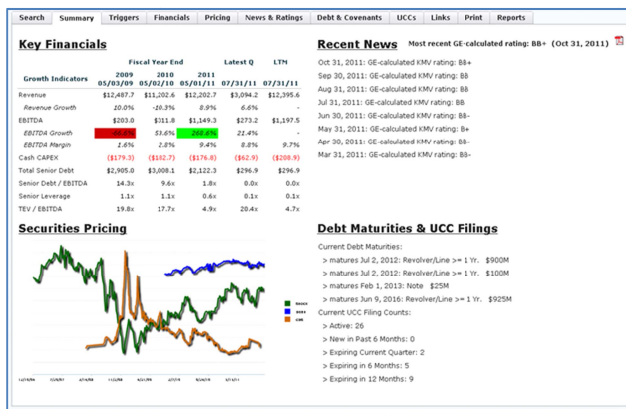 Search Summary Triggers Financials Pricing News & Ratings Debt & Covenants UCCs Links Print Reports
Key Financials
Fiscal Year End Latest Q LTM
Growth Indicators 2009 05/03/09 2010 05/02/10 2011 05/01/11 07/31/11 07/31/11
Revenue $12,487.7 $11,202.6 $12,202.7 $3,094.2 $12,395.6
Revenue Growth 10.0% -10.3% 8.9% 6.6% -
EBITDA $203.0 $311.8 $1,149.3 $273.2 $1,197.5
EBITDA Growth 53.6% 268.6% 21.4% -
EBITDA Margin 1.6% 2.8% 9.4% 8.8% 9.7%
Cash CAPEX ($179.3) ($182.7) ($176.8) ($62.9) ($208.9)
Total Senior Debt $2,905.0 $3,008.1 $2,122.3 $296.9 $296.9
Senior Debt / EBITDA 14.3x 9.6x 1.8x 0.0x 0.0x
Senior Leverage 1.1x 1.1x 0.6x 0.1x 0.1x
TEV / EBITDA 19.8x 17.7x 4.9x 20.4x 4.7x
Securities Pricing
Recent News Most recent GE-calculated rating: BB+ (Oct 31, 2011)
Oct 31, 2011: GE-calculated KMV rating: BB+
Sep 30, 2011: GE-calculated KMV rating: BB
Aug 31, 2011: GE-calculated KMV rating: BB
Jul 31, 2011: GE-calculated KMV rating: BB
Jun 30, 2011: GE-calculated KMV rating: BB-
May 31, 2011: GE-calculated KMV rating: B+
Apr 30, 2011: GE-calculated KMV rating: BB-
Mar 31, 2011: GE-calculated KMV rating: BB-
Debt Maturities & UCC Filings
Current Debt Maturities:
> matures Jul 2, 2012: Revolver/Line >= 1 Yr. $900M
> matures Jul 2, 2012: Revolver/Line >= 1 Yr. $100M
> matures Feb 1, 2013: Note $25M
> matures Jun 9, 2016: Revolver/Line >= 1 Yr. $925M
Current UCC Filing Counts:
> Active: 26
> New in Past 6 Months: 0
> Expiring Current Quarter: 2
> Expiring in 6 Months: 5
> Expiring in 12 Months: 9